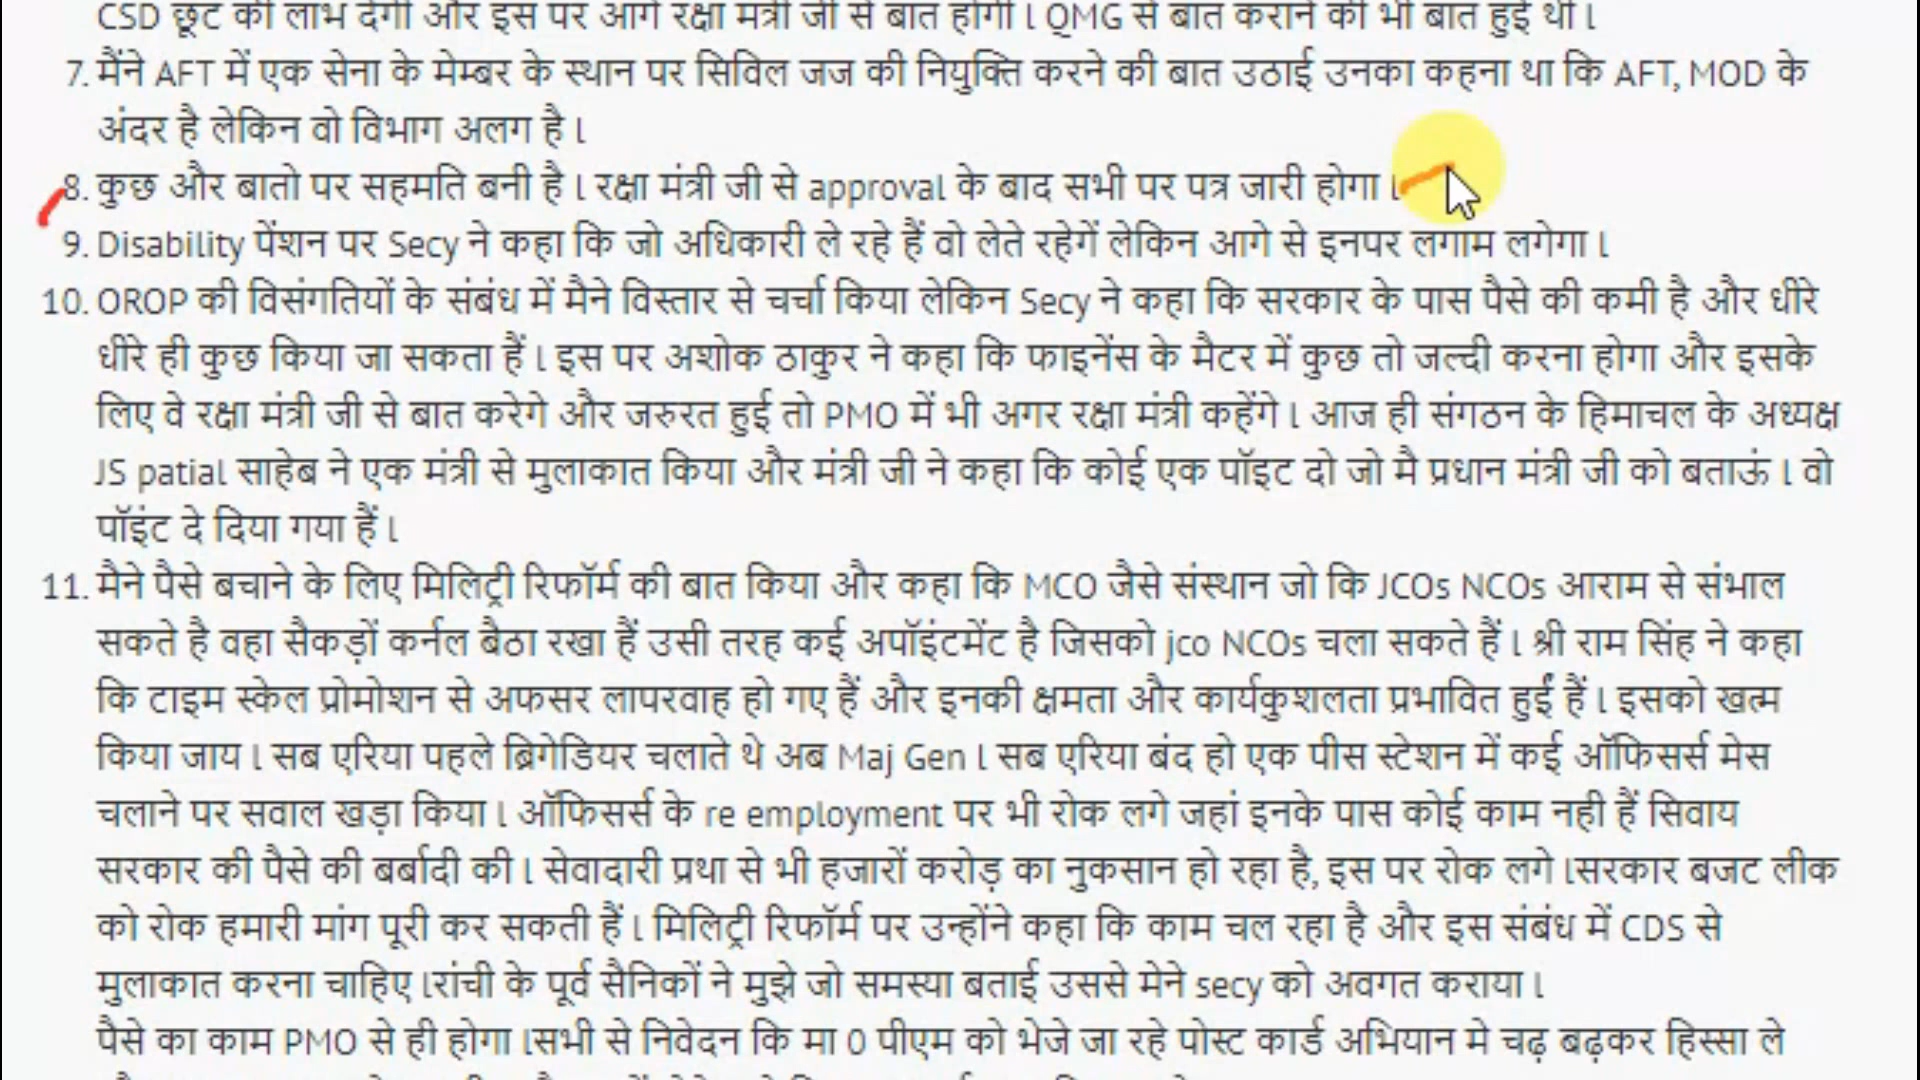 CSD छूट का लाभ देगी और इस पर आगे रक्षा मंत्री जी से बात होगी l QMG से बात कराने की भी बात हुई थी l
7. मैंने AFT में एक सेना के मेम्बर के स्थान पर सिविल जज की नियुक्ति करने की बात उठाई उनका कहना था कि AFT, MOD के
अंदर है लेकिन वो विभाग अलग है l
8. कुछ और बातो पर सहमति बनी है l रक्षा मंत्री जी से approval के बाद सभी पर पत्र जारी होगा l
9. Disability पेंशन पर Secy ने कहा कि जो अधिकारी ले रहे हैं वो लेते रहेगें लेकिन आगे से इनपर लगाम लगेगा l
10. OROP की विसंगतियों के संबंध में मैने विस्तार से चर्चा किया लेकिन Secy ने कहा कि सरकार के पास पैसे की कमी है और धीरे
धीरे ही कुछ किया जा सकता हैं l इस पर अशोक ठाकुर ने कहा कि फाइनेंस के मैटर में कुछ तो जल्दी करना होगा और इसके
लिए वे रक्षा मंत्री जी से बात करेगे और जरुरत हुई तो PMO में भी अगर रक्षा मंत्री कहेंगे l आज ही संगठन के हिमाचल के अध्यक्ष
JS patial साहेब ने एक मंत्री से मुलाकात किया और मंत्री जी ने कहा कि कोई एक पॉइट दो जो मै प्रधान मंत्री जी को बताऊं l वो
पॉइंट दे दिया गया हैं l
11. मैने पैसे बचाने के लिए मिलिट्री रिफॉर्म की बात किया और कहा कि MCO जैसे संस्थान जो कि JCOs NCOs आराम से संभाल
सकते है वहा सैकड़ों कर्नल बैठा रखा हैं उसी तरह कई अपॉइंटमेंट है जिसको jco NCOs चला सकते हैं l श्री राम सिंह ने कहा
कि टाइम स्केल प्रोमोशन से अफसर लापरवाह हो गए हैं और इनकी क्षमता और कार्यकुशलता प्रभावित हुईं हैं l इसको खत्म
किया जाय l सब एरिया पहले ब्रिगेडियर चलाते थे अब Maj Gen l सब एरिया बंद हो एक पीस स्टेशन में कई ऑफिसर्स मेस
चलाने पर सवाल खड़ा किया l ऑफिसर्स के re employment पर भी रोक लगे जहां इनके पास कोई काम नही हैं सिवाय
सरकार की पैसे की बर्बादी की l सेवादारी प्रथा से भी हजारों करोड़ का नुकसान हो रहा है, इस पर रोक लगे lसरकार बजट लीक
को रोक हमारी मांग पूरी कर सकती हैं l मिलिट्री रिफॉर्म पर उन्होंने कहा कि काम चल रहा है और इस संबंध में CDS से
मुलाकात करना चाहिए lरांची के पूर्व सैनिकों ने मुझे जो समस्या बताई उससे मेने secy को अवगत कराया l
पैसे का काम PMO से ही होगा lसभी से निवेदन कि मा 0 पीएम को भेजे जा रहे पोस्ट कार्ड अभियान मे चढ़ बढ़कर हिस्सा ले